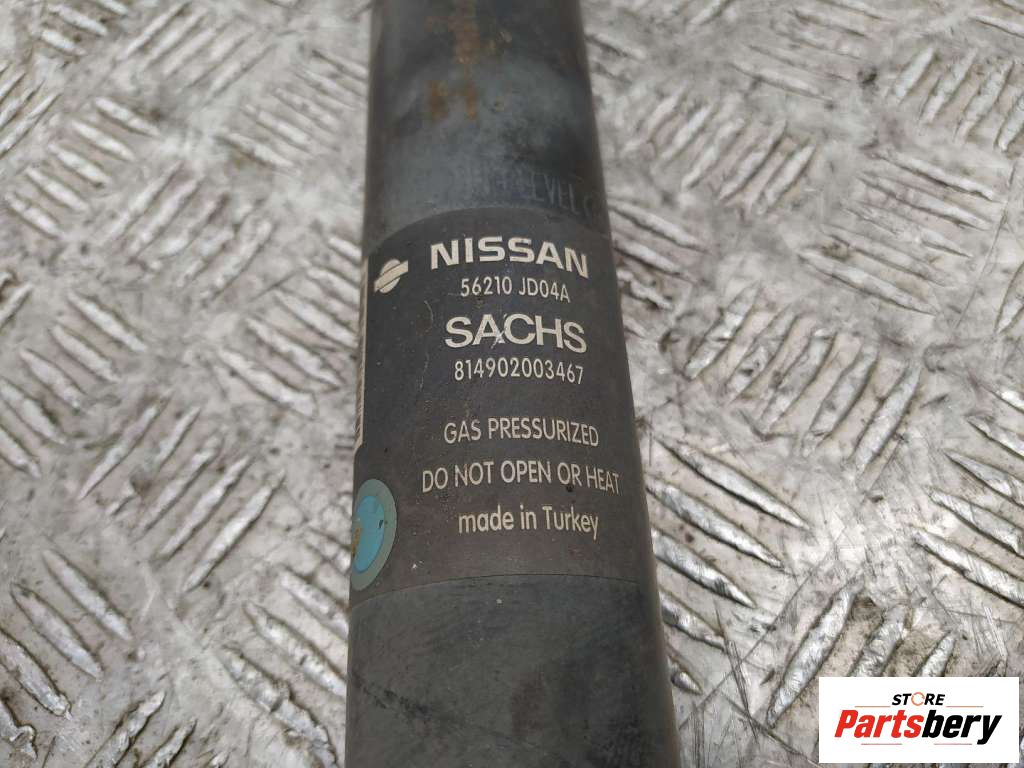 NISSAN
56210 JD04A
SACHS
814902003467
GAS PRESSURIZED
DO NOT OPEN OR HEAT
made in Turkey
STORE
Partsbery